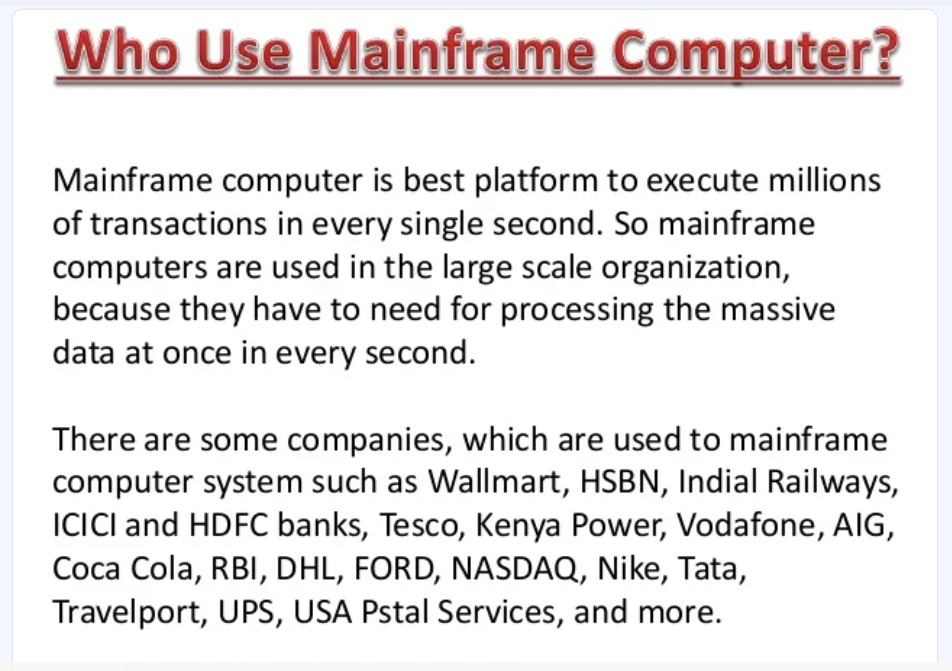 Who Use Mainframe Computer?
Mainframe computer is best platform to execute millions
of transactions in every single second. So mainframe
computers are used in the large scale organization,
because they have to need for processing the massive
data at once in every second.
There are some companies, which are used to mainframe
computer system such as Wallmart, HSBN, Indial Railways,
ICICI and HDFC banks, Tesco, Kenya Power, Vodafone, AIG,
Coca Cola, RBI, DHL, FORD, NASDAQ, Nike, Tata,
Travelport, UPS, USA Pstal Services, and more.